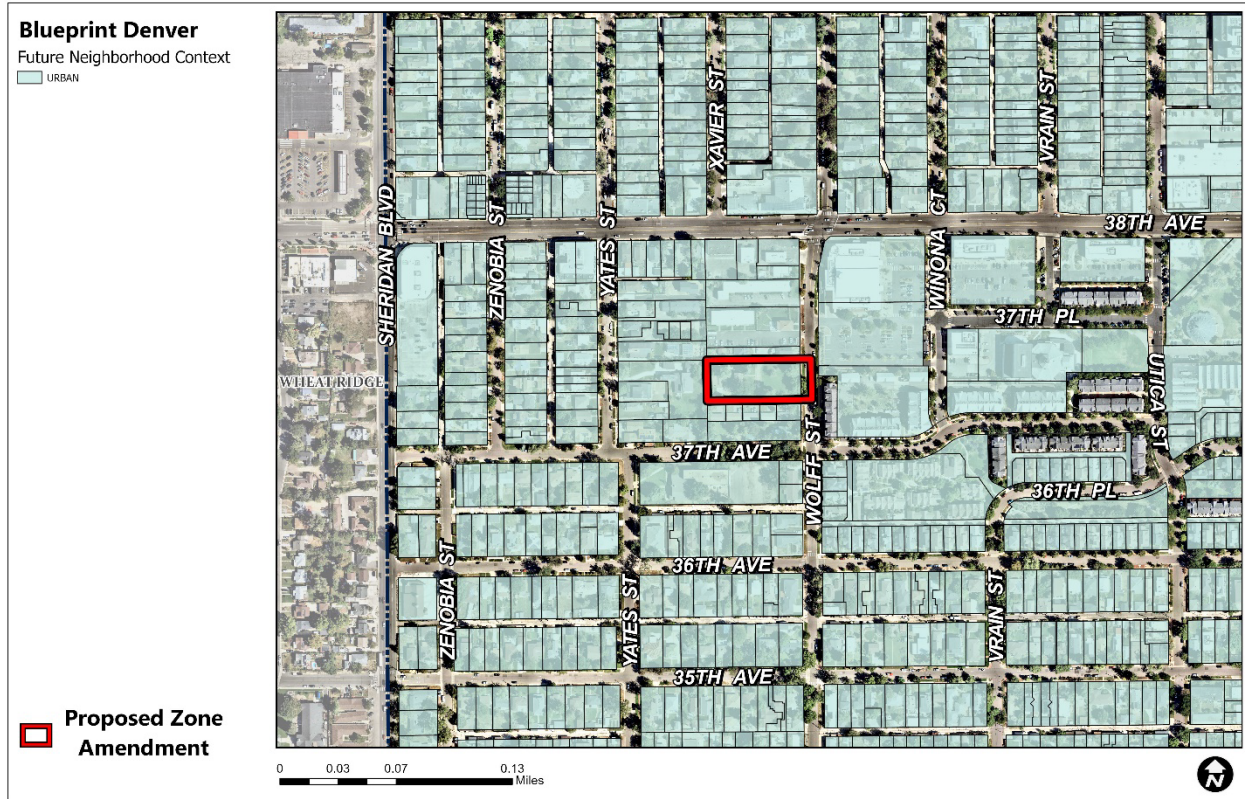 Blueprint Denver
Future Neighborhood Context
URBAN
XAVIER ST
VRAIN ST
SHERIDAN BLVD
ZENOBIA ST
YATES ST
WINONA CT
38TH AVE
37TH PL
WHEAT RIDGE
UTICA ST
37TH AVE
WOLFF ST
36TH PL
ZENOBIA ST
YATES ST
36TH AVE
VRAIN ST
35TH AVE
Proposed Zone
Amendment
0 0.03 0.07 0.13
Miles
N